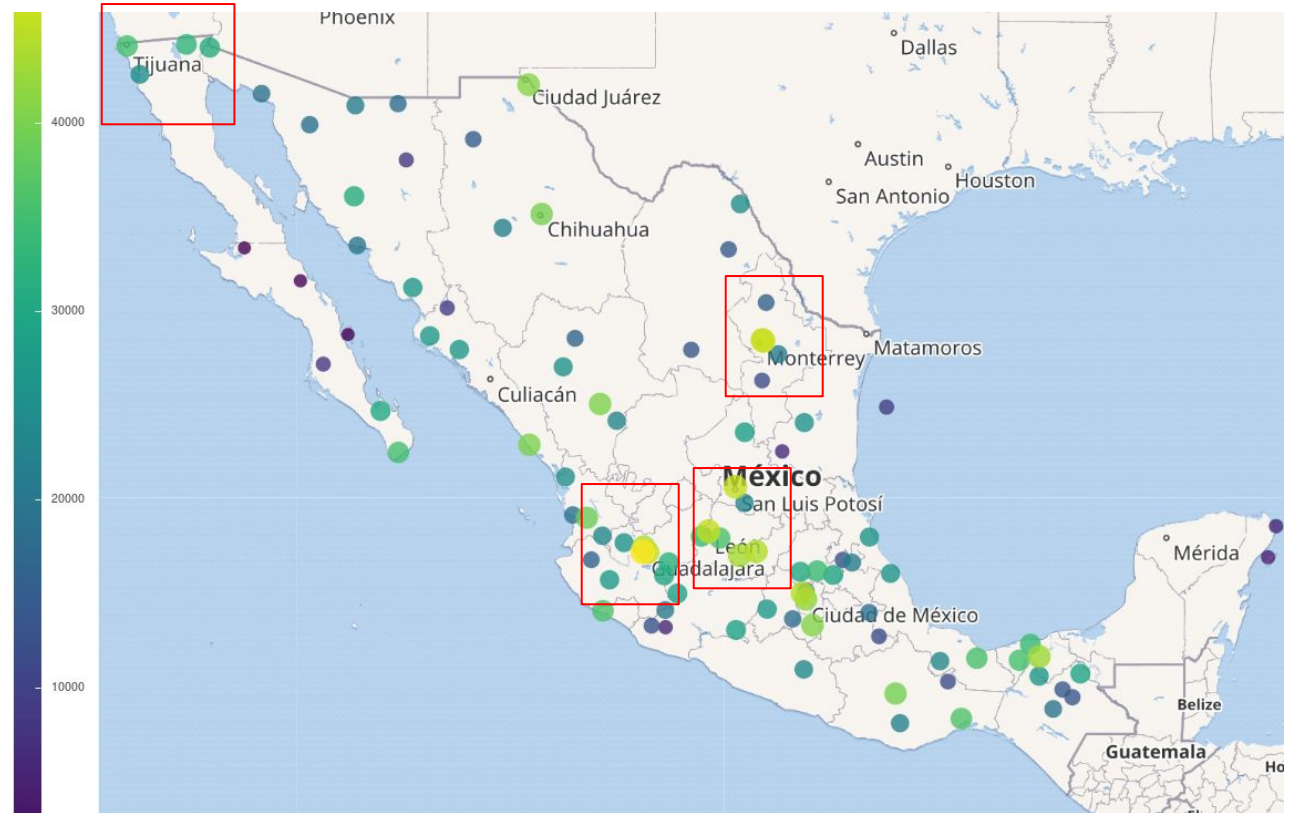 Phoenix
Dallas
Tijuana
Ciudad Juárez
40000
Austin
Houston
San Antonio
Chihuahua
30000
Matamoros
Monterrey
Culiacán
México
20000
San Luis Potosí
León
Mérida
Guadalajara
Ciudad de México
10000
Belize
Guatemala
Ho